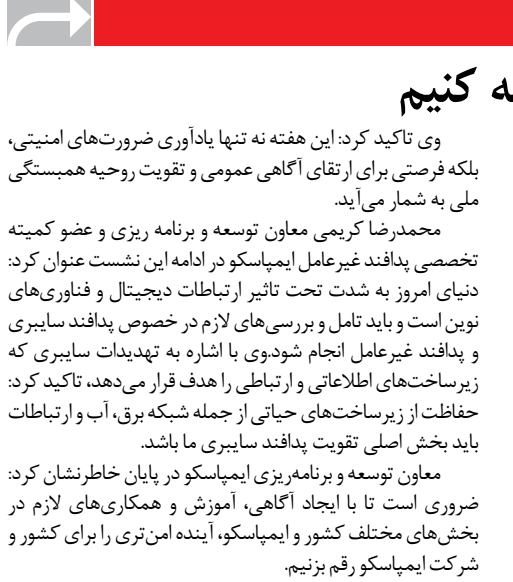 ه کنیم
وی تاکید کرد: این هفته نه تنها یادآوری ضرورت‌های امنیتی،
بلکه فرصتی برای ارتقای آگاهی عمومی و تقویت روحیه همبستگی
ملی به شمار می‌آید.
محمدرضا کریمی معاون توسعه و برنامه ریزی و عضو کمیته
تخصصی پدافند غیرعامل ایمپاسکو در ادامه این نشست عنوان کرد:
دنیای امروز به شدت تحت تاثیر ارتباطات دیجیتال و فناوری‌های
نوین است و باید تامل و بررسی‌های لازم در خصوص پدافند سایبری
و پدافند غیرعامل انجام شود.وی با اشاره به تهدیدات سایبری که
زیرساخت‌های اطلاعاتی و ارتباطی را هدف قرار می‌دهد، تاکید کرد:
حفاظت از زیرساخت‌های حیاتی از جمله شبکه برق، آب و ارتباطات
باید بخش اصلی تقویت پدافند سایبری ما باشد.
معاون توسعه و برنامه‌ریزی ایمپاسکو در پایان خاطرنشان کرد:
ضروری است تا با ایجاد آگاهی، آموزش و همکاری‌های لازم در
بخش‌های مختلف کشور و ایمپاسکو، آینده امن‌تری را برای کشور و
شرکت ایمپاسکو رقم بزنیم.